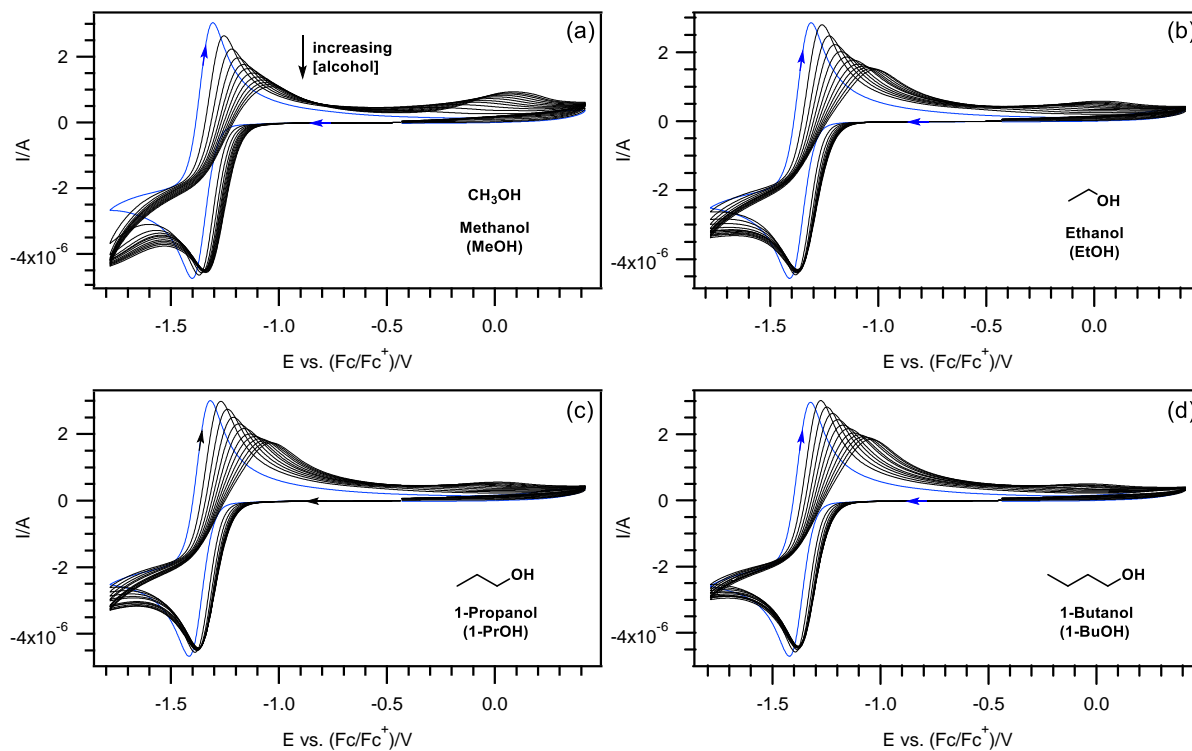 (a)
increasing
[alcohol]
2
0
-2
-4x10⁻⁶
I/A
CH₃OH
Methanol
(MeOH)
-1.5
-1.0
-0.5
0.0
E vs. (Fc/Fc⁺)/V
(b)
2
0
-2
-4x10⁻⁶
I/A
OH
Ethanol
(EtOH)
-1.5
-1.0
-0.5
0.0
E vs. (Fc/Fc⁺)/V
(c)
2
0
-2
-4x10⁻⁶
I/A
OH
1-Propanol
(1-PrOH)
-1.5
-1.0
-0.5
0.0
E vs. (Fc/Fc⁺)/V
(d)
2
0
-2
-4x10⁻⁶
I/A
OH
1-Butanol
(1-BuOH)
-1.5
-1.0
-0.5
0.0
E vs. (Fc/Fc⁺)/V